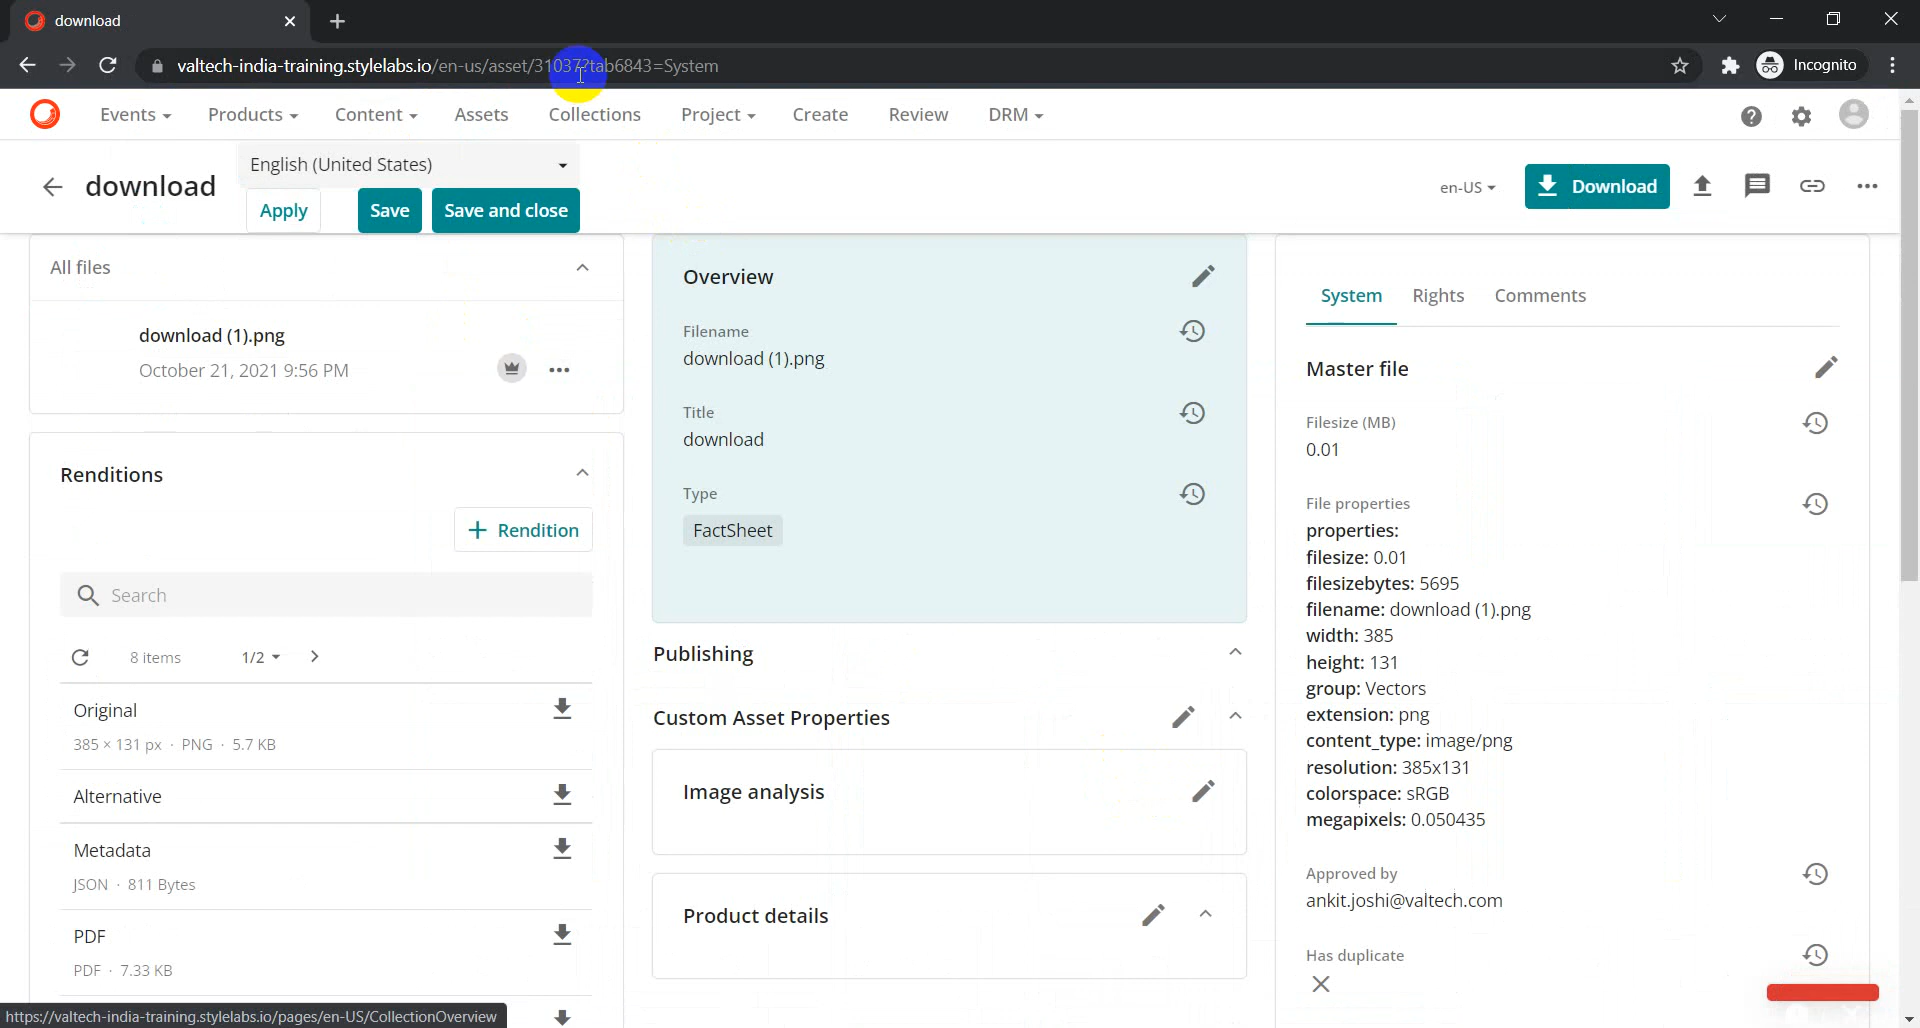 download
valtech-india-training.stylelabs.io/en-us/asset/31037?tab6843=System
Incognito
Events
Products
Content
Assets
Collections
Project
Create
Review
DRM
download
English (United States)
Apply
Save
Save and close
en-US
Download
All files
download (1).png
October 21, 2021 9:56 PM
Renditions
Rendition
Search
8 items
1/2
Original
385 × 131 px · PNG · 5.7 KB
Alternative
Metadata
JSON · 811 Bytes
PDF
PDF · 7.33 KB
Overview
Filename
download (1).png
Title
download
Type
FactSheet
Publishing
Custom Asset Properties
Image analysis
Product details
System
Rights
Comments
Master file
Filesize (MB)
0.01
File properties
properties:
filesize: 0.01
filesizebytes: 5695
filename: download (1).png
width: 385
height: 131
group: Vectors
extension: png
content_type: image/png
resolution: 385x131
colorspace: sRGB
megapixels: 0.050435
Approved by
ankit.joshi@valtech.com
Has duplicate
https://valtech-india-training.stylelabs.io/pages/en-US/CollectionOverview